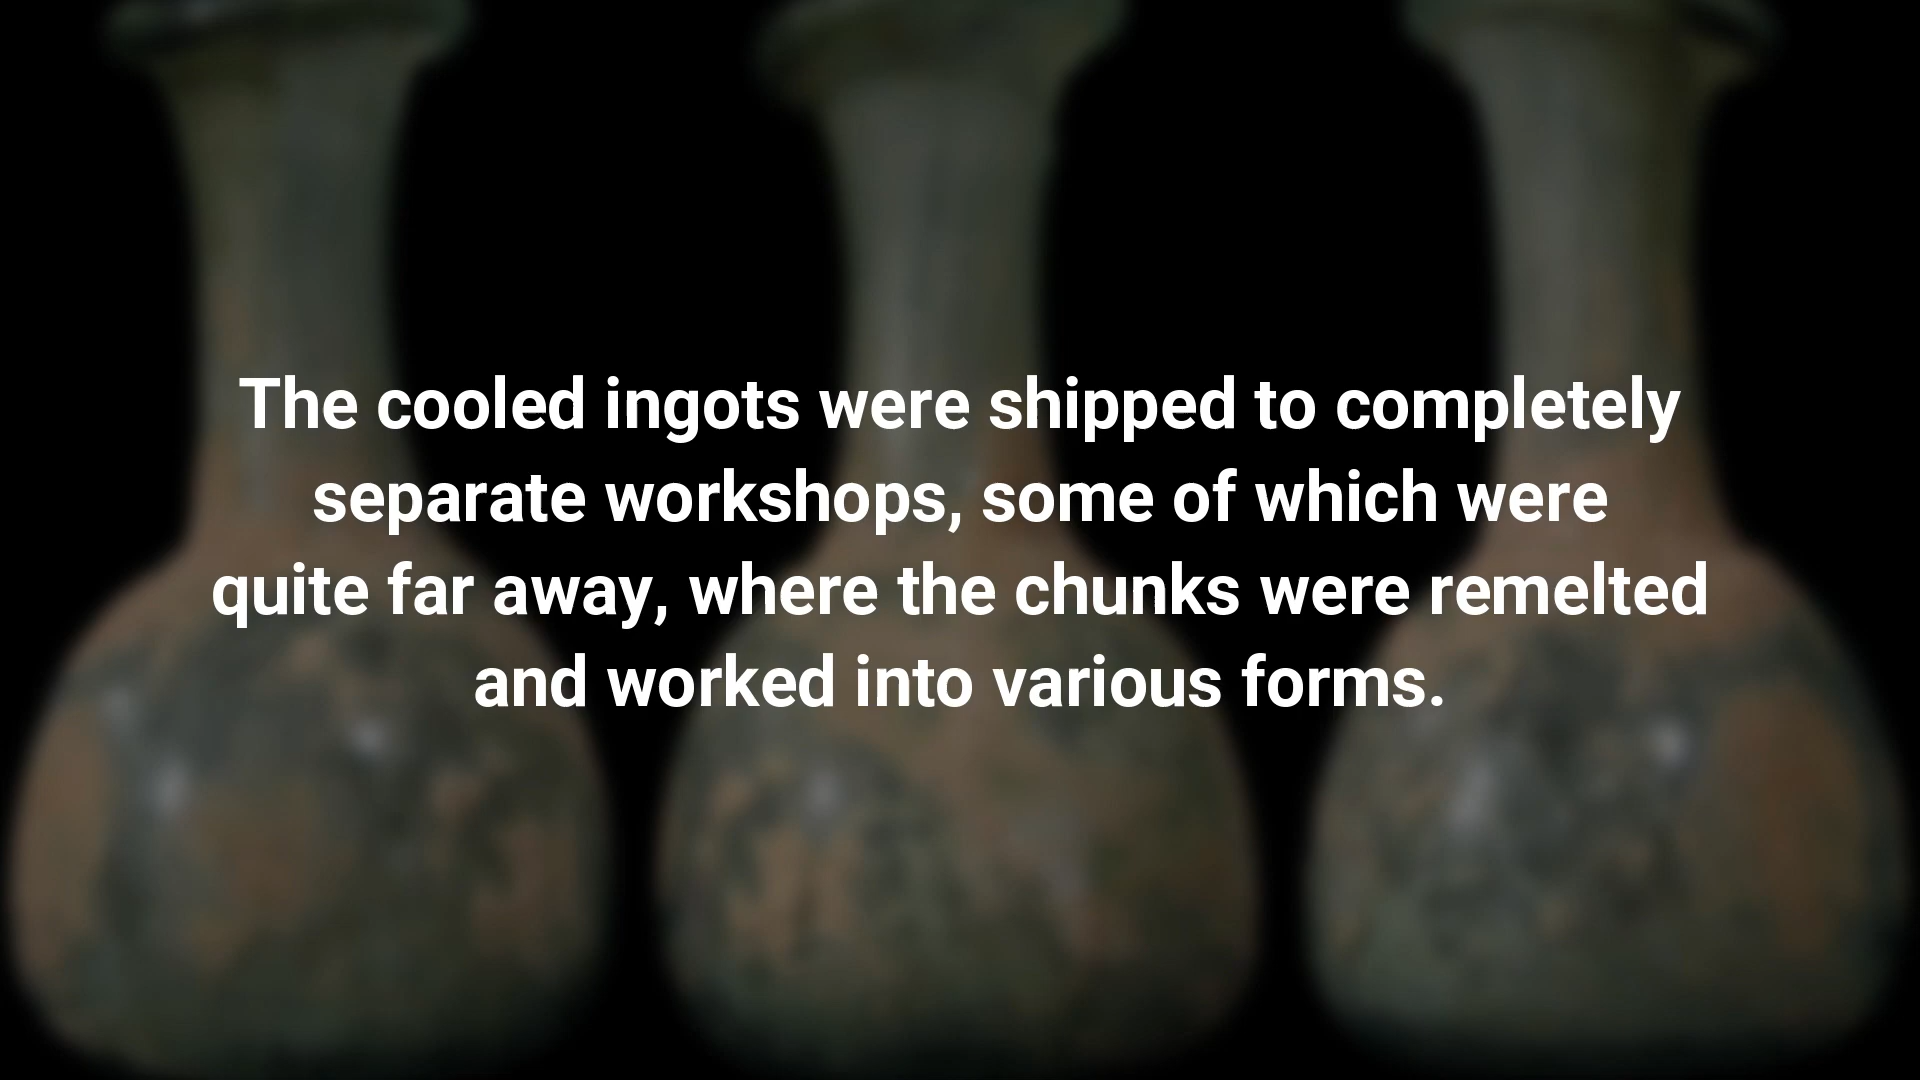 The cooled ingots were shipped to completely
separate workshops, some of which were
quite far away, where the chunks were remelted
and worked into various forms.